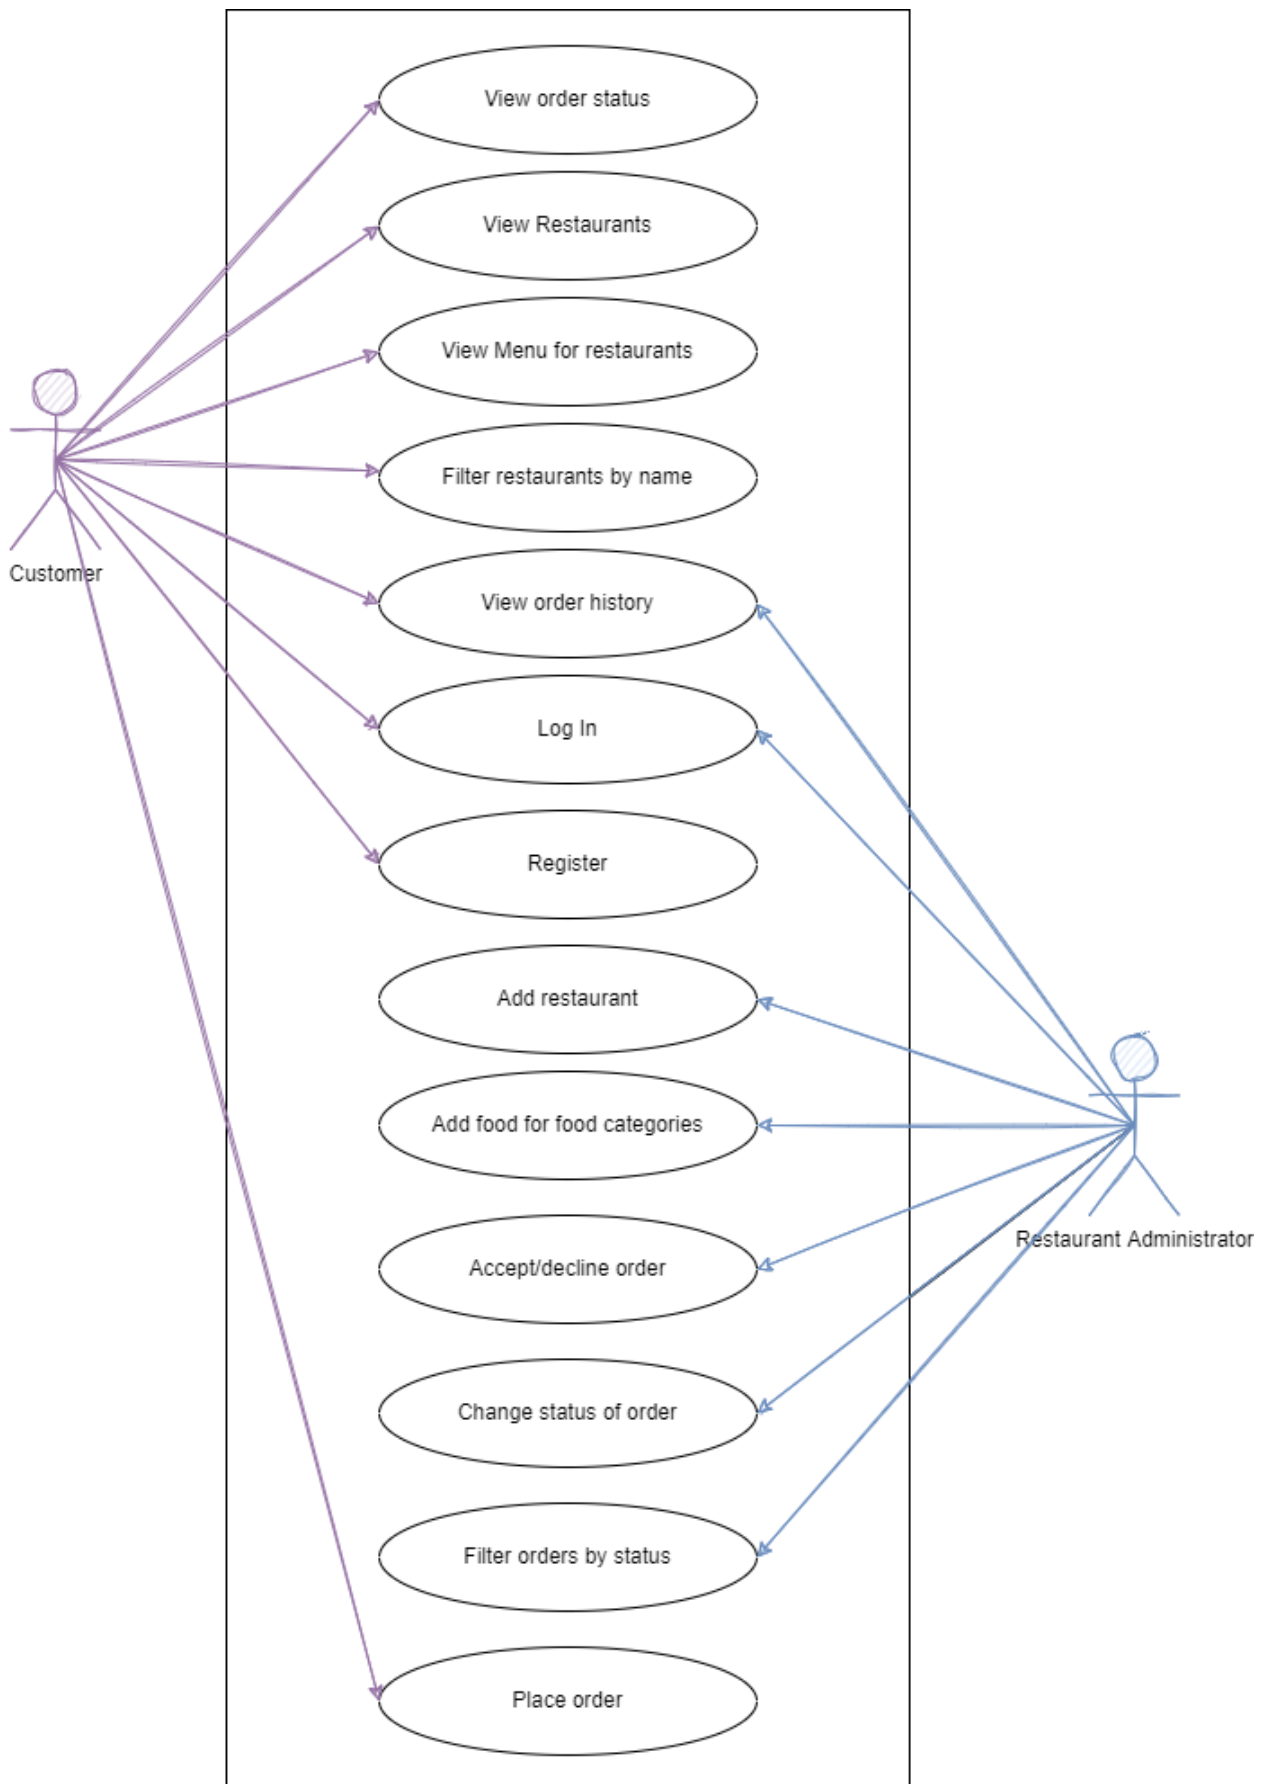 View order status
View Restaurants
View Menu for restaurants
Filter restaurants by name
Customer
View order history
Log In
Register
Add restaurant
Add food for food categories
Restaurant Administrator
Accept/decline order
Change status of order
Filter orders by status
Place order